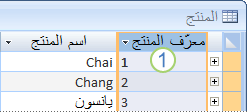 المنتج
معرّف المنتج اسم المنتج
1 Chai
2 Chang
3 يانسون
1